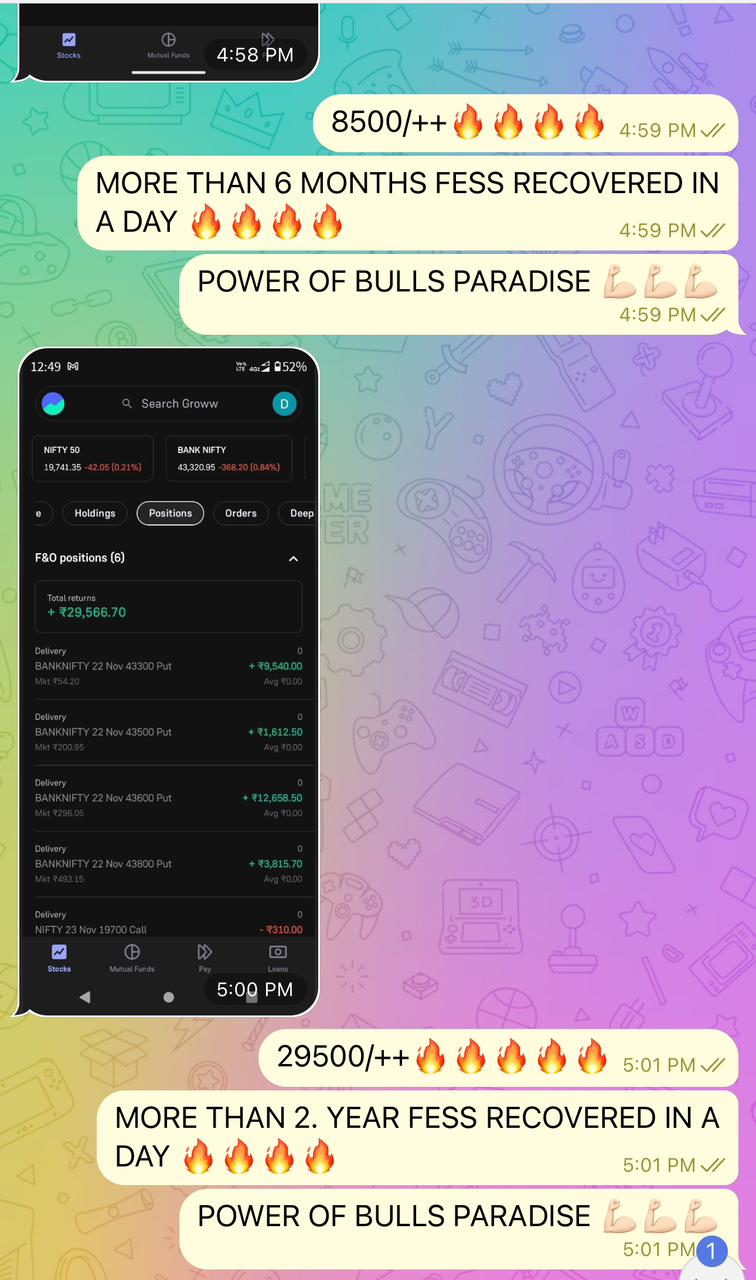 Stocks
Mutual Funds
4:58 PM
8500/++🔥🔥🔥🔥 4:59 PM
MORE THAN 6 MONTHS FESS RECOVERED IN
A DAY 🔥🔥🔥🔥 4:59 PM
POWER OF BULLS PARADISE 💪🏻💪🏻💪🏻
4:59 PM
12:49 52%
Search Groww D
NIFTY 50 BANK NIFTY
19,741.35 -42.05 (0.21%) 43,320.95 -368.20 (0.84%)
e Holdings Positions Orders Deep
F&O positions (6)
Total returns
+ ₹29,566.70
Delivery 0
BANKNIFTY 22 Nov 43300 Put + ₹9,540.00
Mkt ₹54.20 Avg ₹0.00
Delivery 0
BANKNIFTY 22 Nov 43500 Put + ₹1,612.50
Mkt ₹200.95 Avg ₹0.00
Delivery 0
BANKNIFTY 22 Nov 43600 Put + ₹12,658.50
Mkt ₹296.05 Avg ₹0.00
Delivery 0
BANKNIFTY 22 Nov 43800 Put + ₹3,815.70
Mkt ₹493.15 Avg ₹0.00
Delivery 0
NIFTY 23 Nov 19700 Call - ₹310.00
Stocks Mutual Funds Pay Loans
5:00 PM
29500/++🔥🔥🔥🔥🔥 5:01 PM
MORE THAN 2. YEAR FESS RECOVERED IN A
DAY 🔥🔥🔥🔥 5:01 PM
POWER OF BULLS PARADISE 💪🏻💪🏻💪🏻
5:01 PM 1